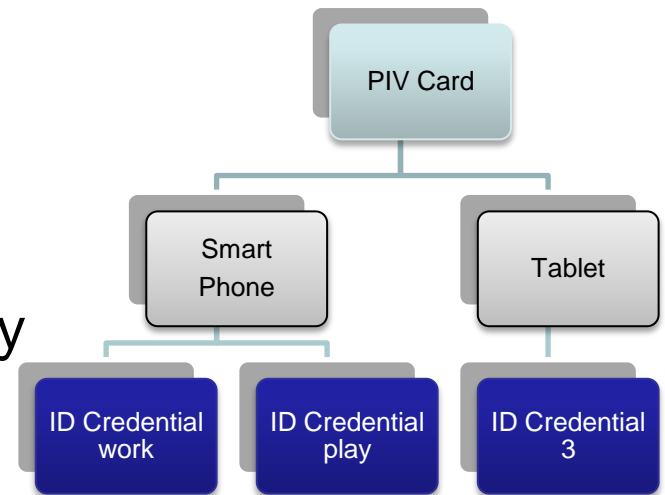 PIV Card
Smart
Phone
Tablet
y
ID Credential
work
ID Credential
play
ID Credential
3